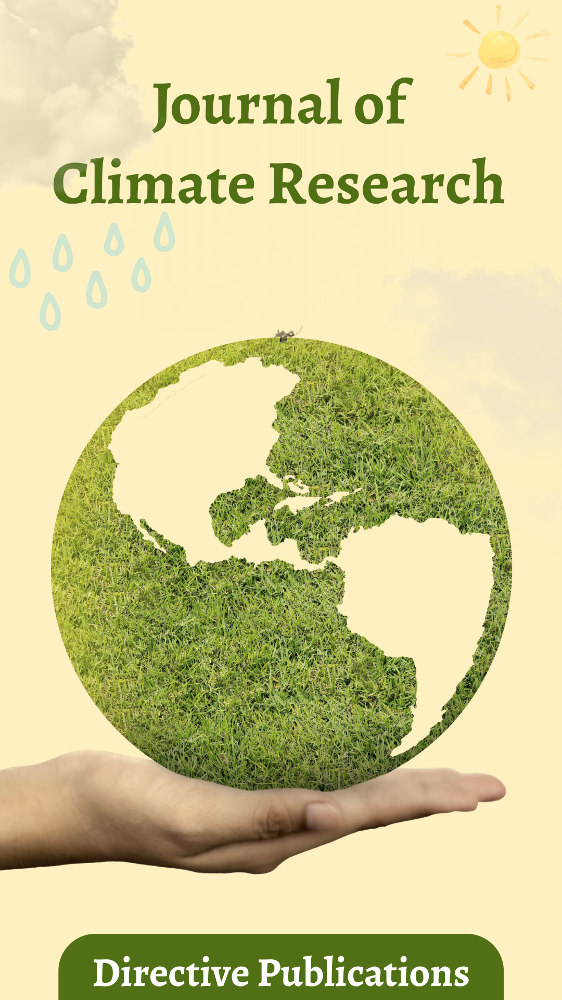 Journal of
Climate Research
Directive Publications